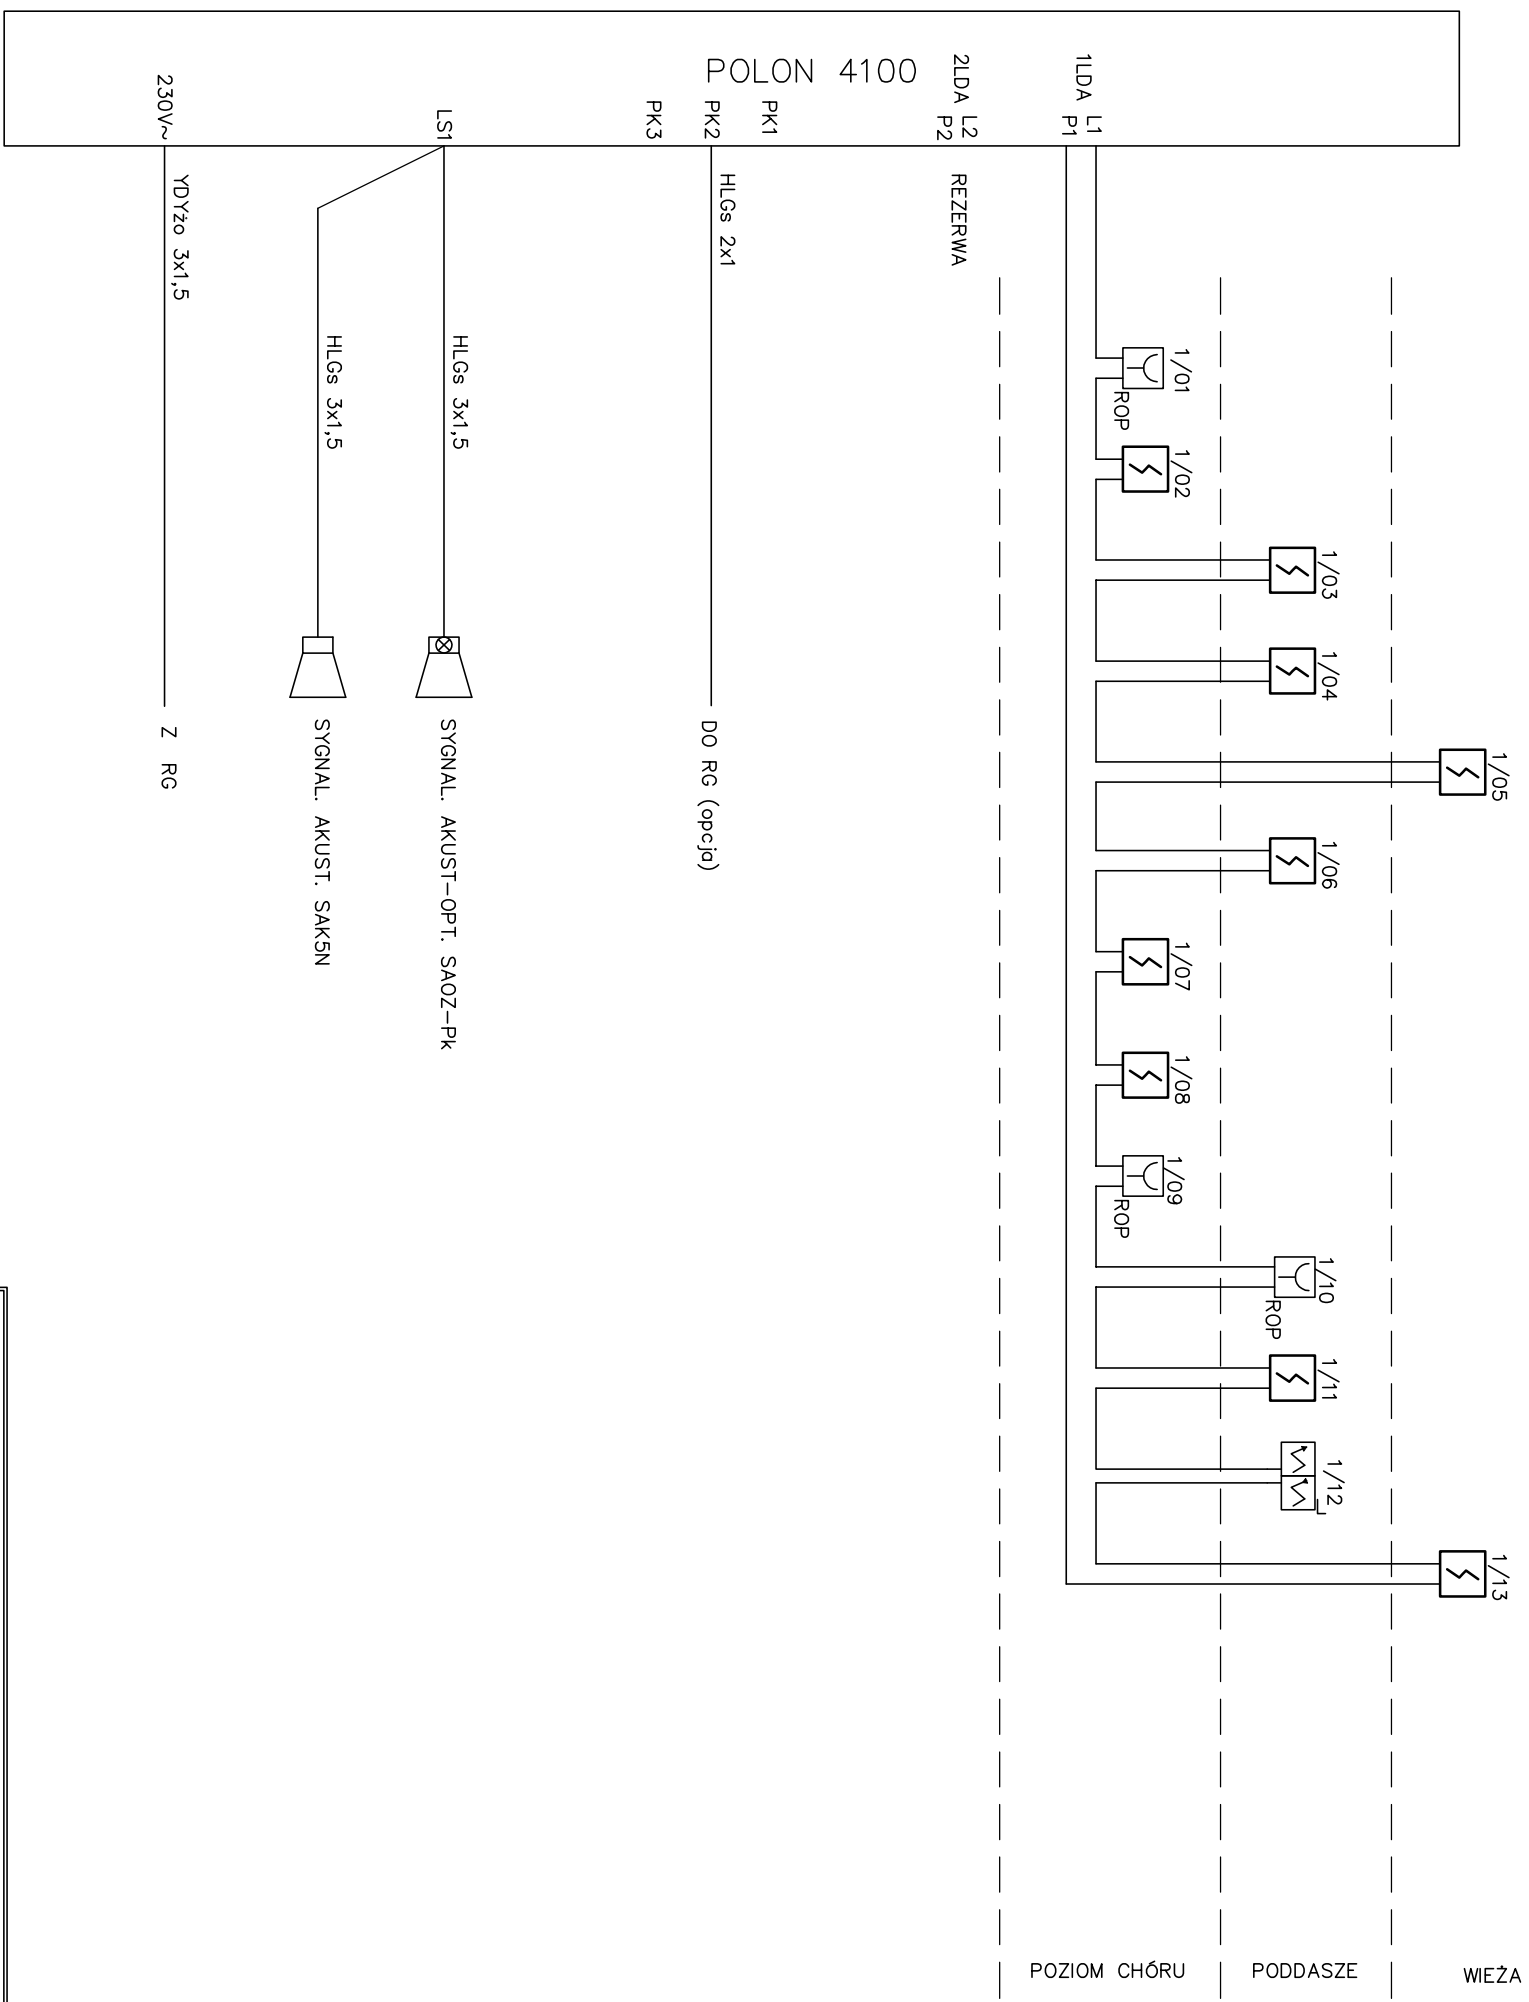 POLON 4100
230V~
LS1
PK3
PK2
PK1
2LDA
L2
P2
1LDA
L1
P1
YDYżo 3x1,5
HLGs 3x1,5
HLGs 3x1,5
HLGs 2x1
REZERWA
Z RG
SYGNAL. AKUST. SAK5N
SYGNAL. AKUST-OPT. SAOZ-Pk
DO RG (opcja)
1/01
ROP
1/02
1/03
1/04
1/05
1/06
1/07
1/08
1/09
ROP
1/10
ROP
1/11
1/12
1/13
POZIOM CHÓRU
PODDASZE
WIEŻA